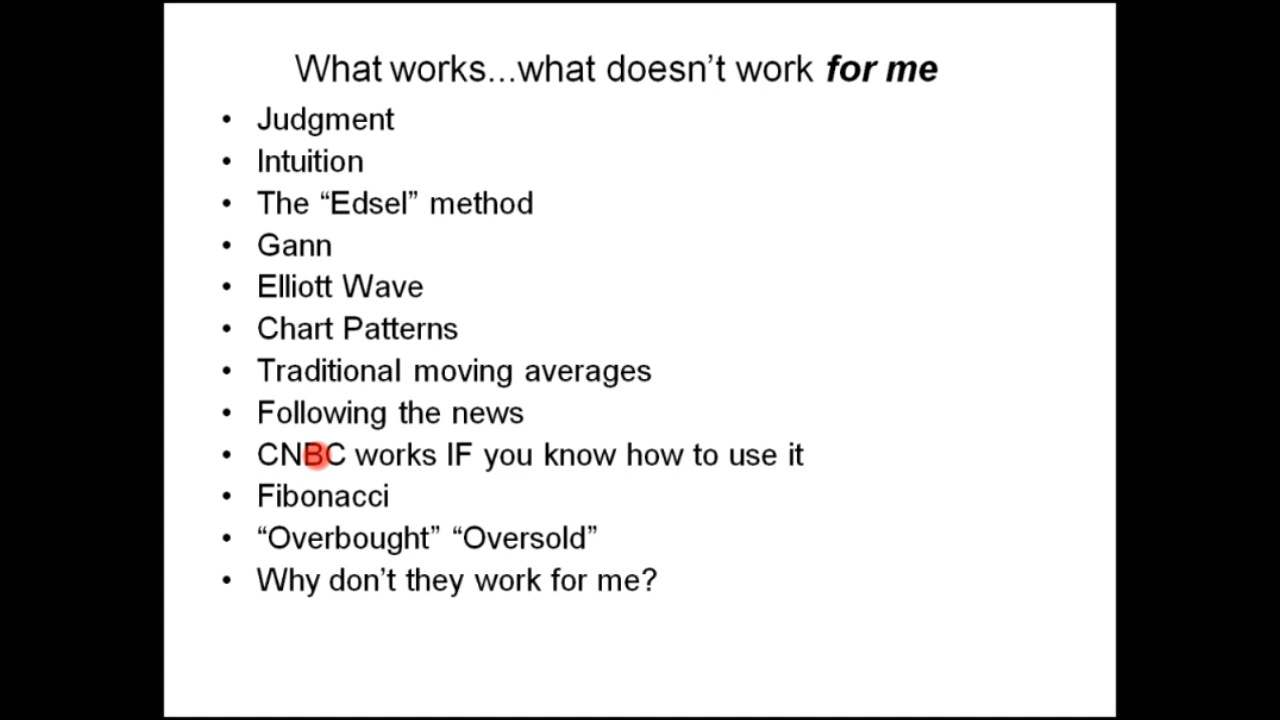 What works...what doesn't work for me
• Judgment
• Intuition
• The “Edsel” method
• Gann
• Elliott Wave
• Chart Patterns
• Traditional moving averages
• Following the news
• CNBC works IF you know how to use it
• Fibonacci
• “Overbought” “Oversold”
• Why don’t they work for me?